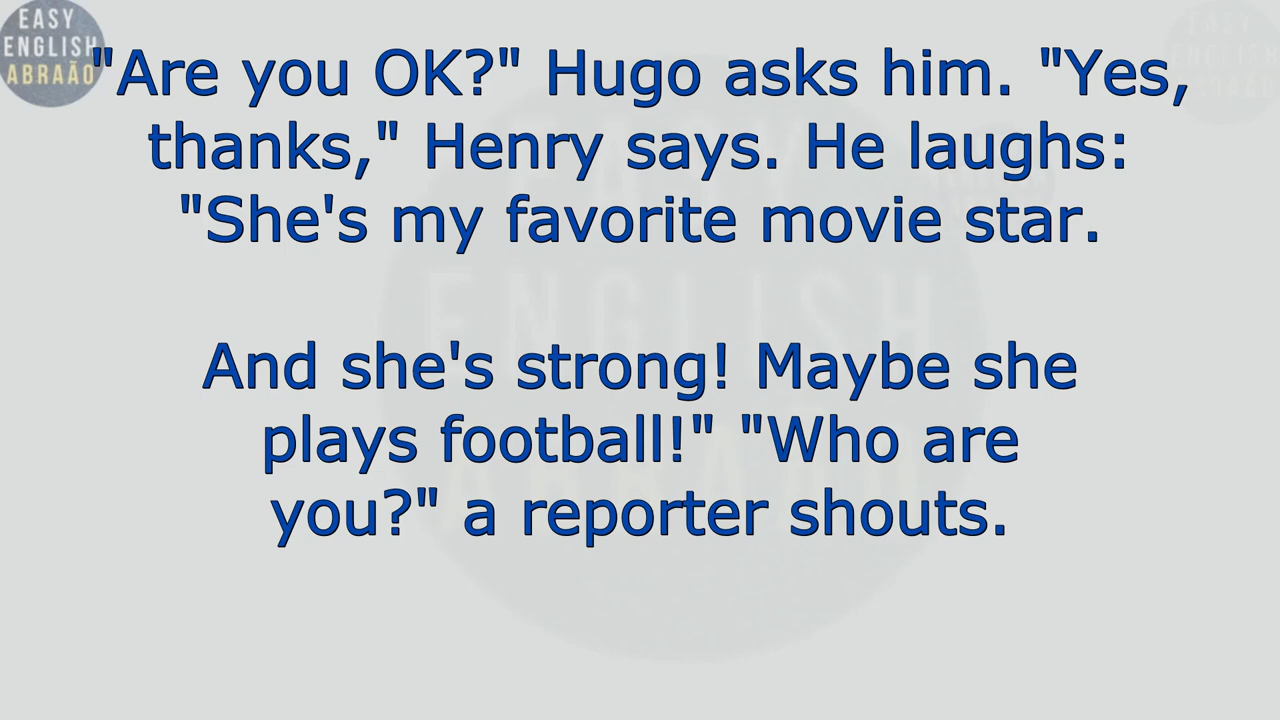 EASY
ENGLISH
ABRAÃO
"Are you OK?" Hugo asks him. "Yes,
thanks," Henry says. He laughs:
"She's my favorite movie star.
And she's strong! Maybe she
plays football!" "Who are
you?" a reporter shouts.
ENGLISH